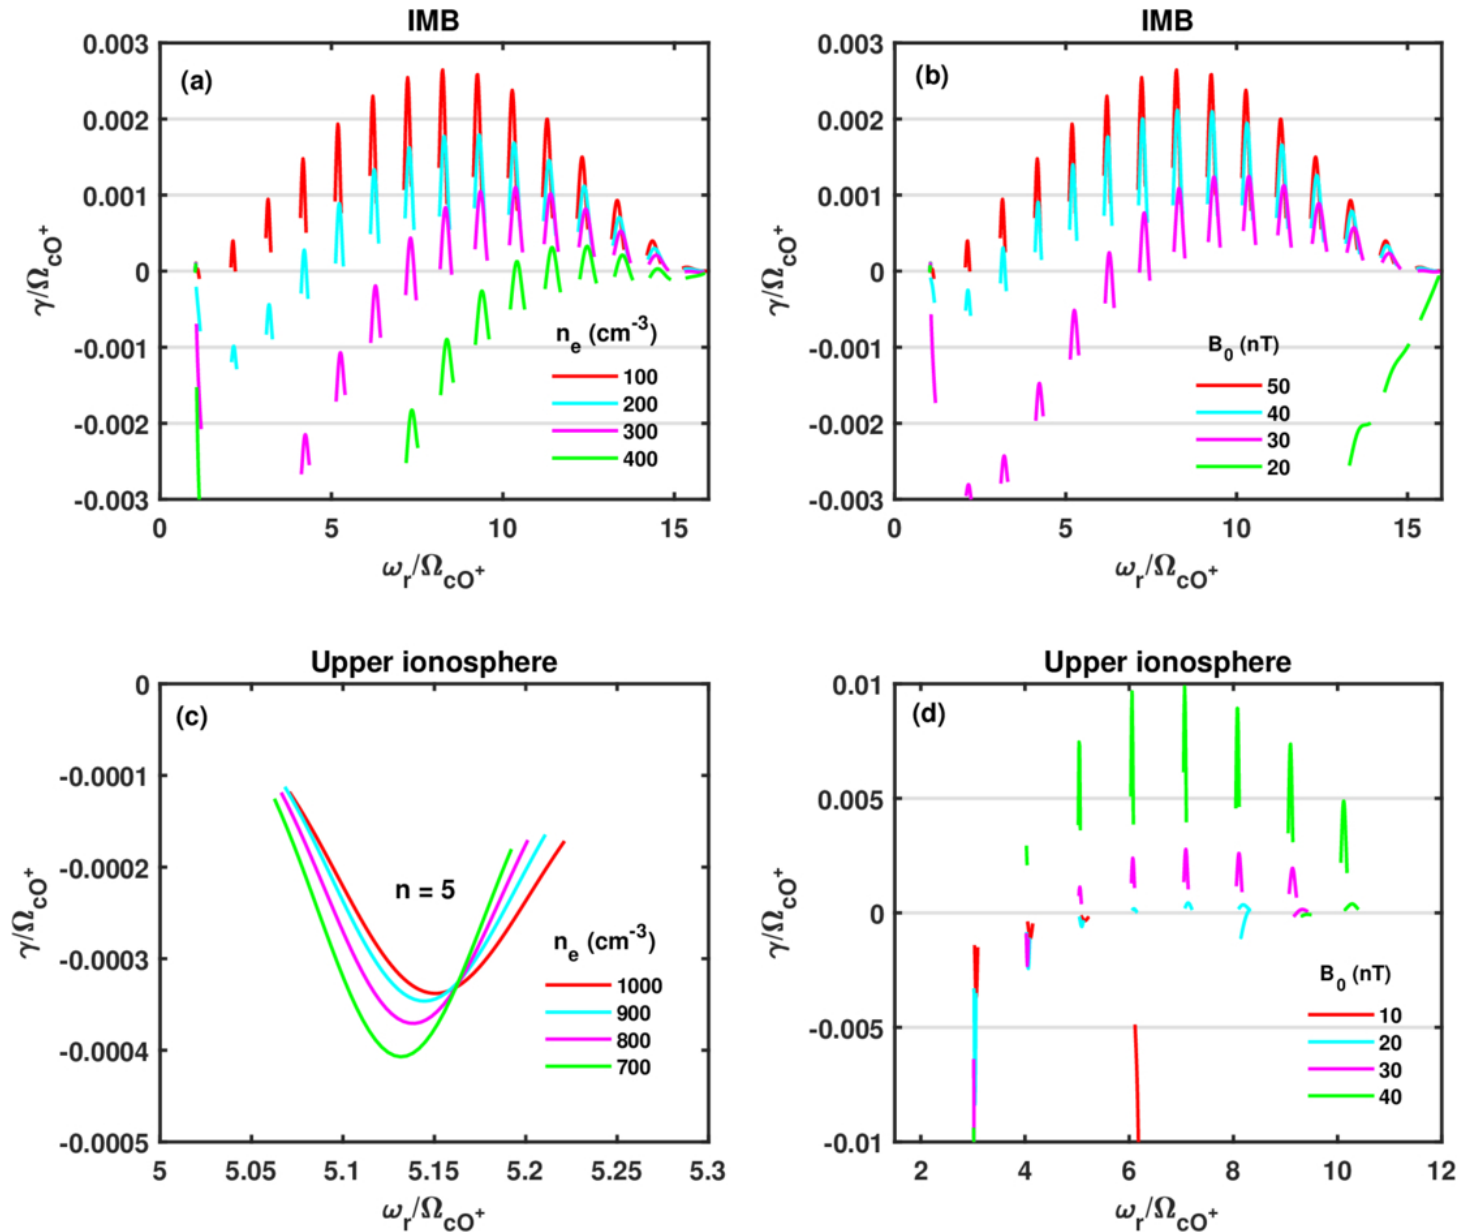 IMB
(a)
0.003
0.002
0.001
0
-0.001
-0.002
-0.003
γ/Ω_cO⁺
n_e (cm⁻³)
100
200
300
400
0 5 10 15
ω_r/Ω_cO⁺
IMB
(b)
0.003
0.002
0.001
0
-0.001
-0.002
-0.003
γ/Ω_cO⁺
B_0 (nT)
50
40
30
20
0 5 10 15
ω_r/Ω_cO⁺
Upper ionosphere
(c)
0
-0.0001
-0.0002
-0.0003
-0.0004
-0.0005
γ/Ω_cO⁺
n = 5
n_e (cm⁻³)
1000
900
800
700
5 5.05 5.1 5.15 5.2 5.25 5.3
ω_r/Ω_cO⁺
Upper ionosphere
(d)
0.01
0.005
0
-0.005
-0.01
γ/Ω_cO⁺
B_0 (nT)
10
20
30
40
2 4 6 8 10 12
ω_r/Ω_cO⁺